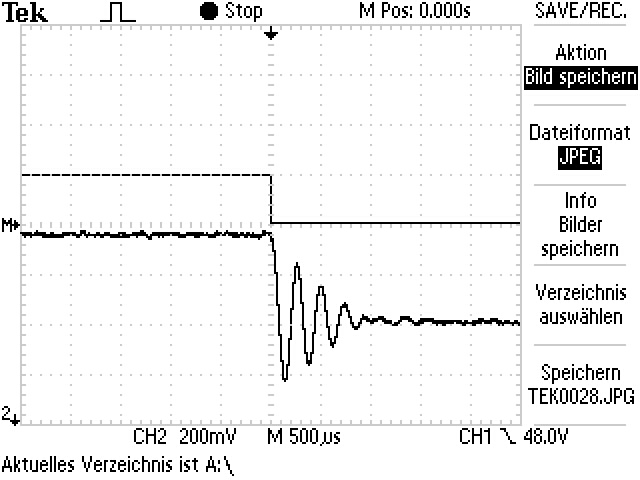 Tek Stop M Pos: 0.000s SAVE/REC.
Aktion
Bild speichern
Dateiformat
JPEG
Info
Bilder
speichern
Verzeichnis
auswählen
Speichern
TEK0028.JPG
M
2
CH2 200mV M 500µs CH1 48.0V
Aktuelles Verzeichnis ist A:\